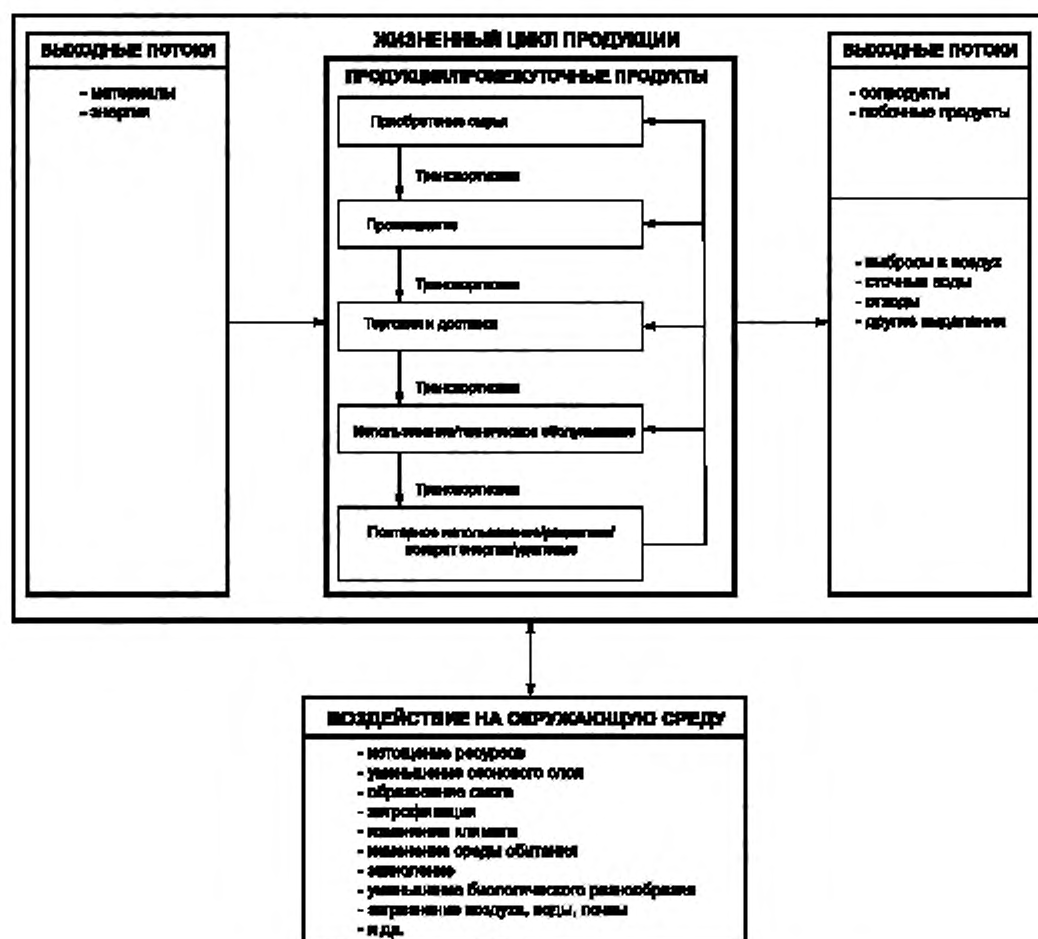 ЖИЗНЕННЫЙ ЦИКЛ ПРОДУКЦИИ
ВЫХОДНЫЕ ПОТОКИ
- материалы
- энергия
ПРОДУКЦИЯ/ПРОМЕЖУТОЧНЫЕ ПРОДУКТЫ
Приобретение сырья
Транспортировка
Производство
Транспортировка
Торговля и доставка
Транспортировка
Использование/техническое обслуживание
Транспортировка
Повторное использование/рециклинг/
возврат энергии/удаление
ВЫХОДНЫЕ ПОТОКИ
- сопродукты
- побочные продукты
- выбросы в воздух
- сточные воды
- отходы
- другие выделения
ВОЗДЕЙСТВИЕ НА ОКРУЖАЮЩУЮ СРЕДУ
- истощение ресурсов
- уменьшение озонового слоя
- образование смога
- эвтрофикация
- изменение климата
- изменение среды обитания
- уменьшение биологического разнообразия
- загрязнение воздуха, воды, почвы
- и др.